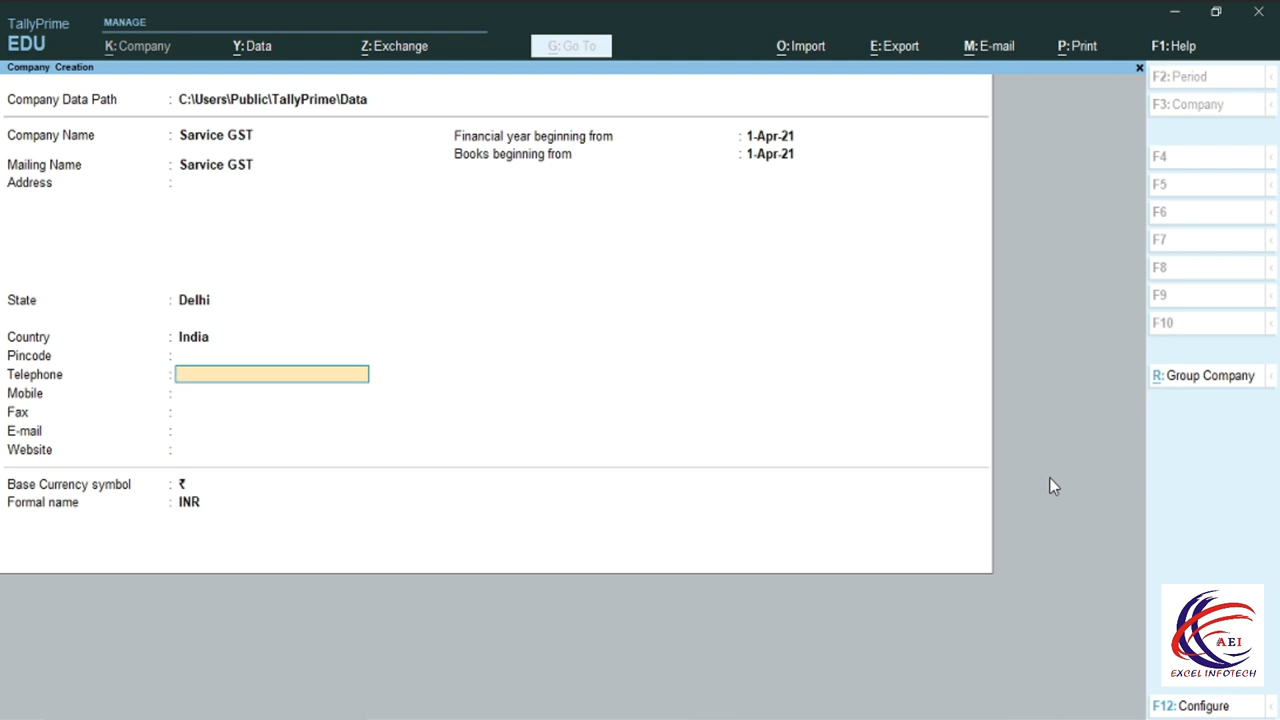 TallyPrime
EDU
MANAGE
K: Company
Y: Data
Z: Exchange
G: Go To
O: Import
E: Export
M: E-mail
P: Print
F1: Help
Company Creation
Company Data Path : C:\Users\Public\TallyPrime\Data
Company Name : Sarvice GST
Financial year beginning from : 1-Apr-21
Books beginning from : 1-Apr-21
Mailing Name : Sarvice GST
Address :
State : Delhi
Country : India
Pincode :
Telephone :
Mobile :
Fax :
E-mail :
Website :
Base Currency symbol : ₹
Formal name : INR
F2: Period
F3: Company
F4
F5
F6
F7
F8
F9
F10
R: Group Company
AEI
EXCEL INFOTECH
F12: Configure